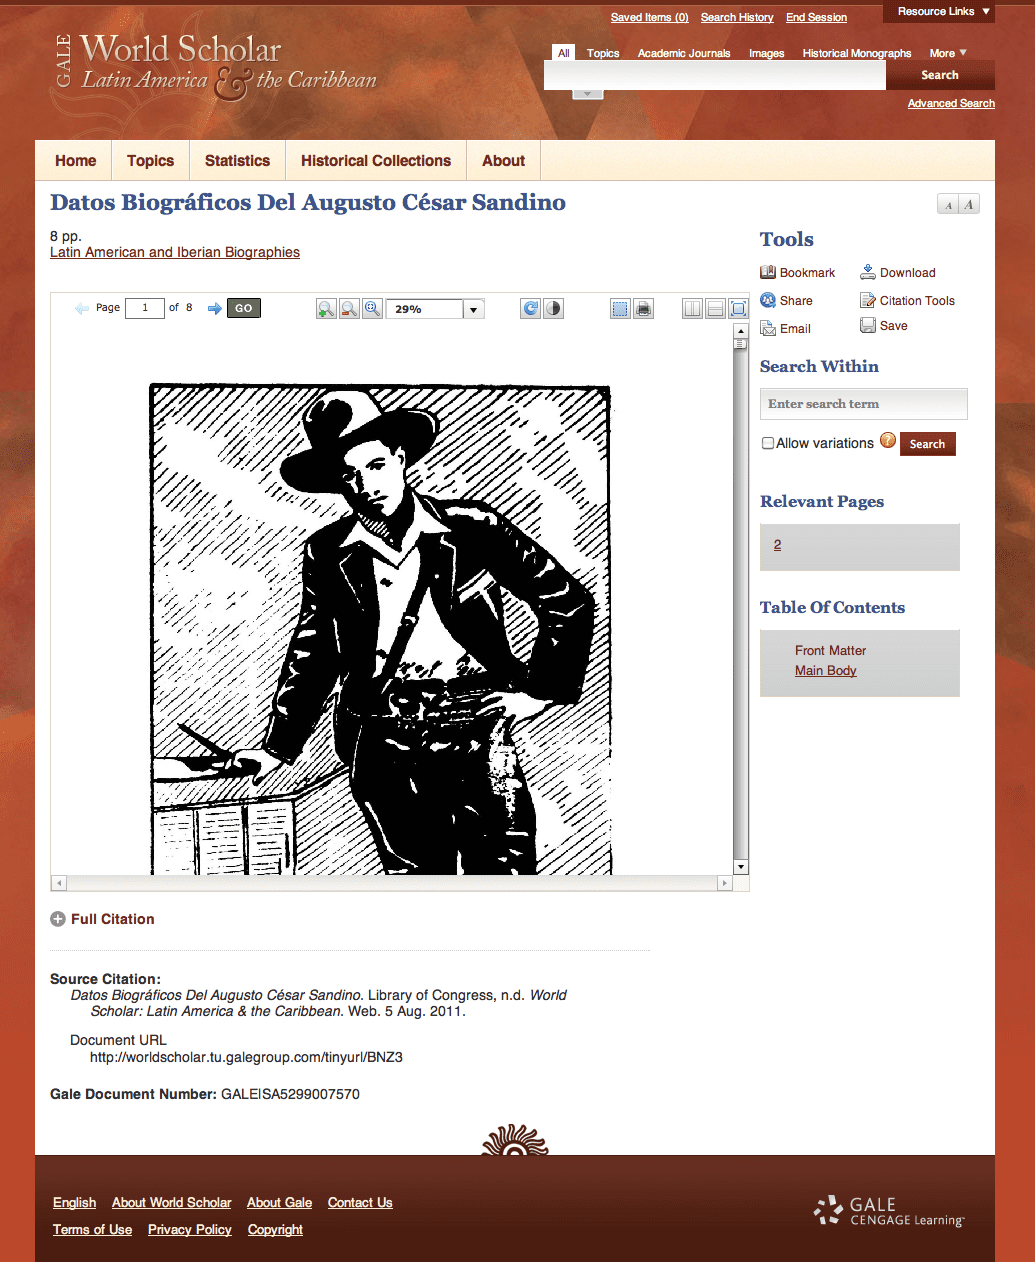 Resource Links
Saved Items (0) Search History End Session
GALE
World Scholar
Latin America & the Caribbean
All Topics Academic Journals Images Historical Monographs More
Search
Advanced Search
Home Topics Statistics Historical Collections About
Datos Biográficos Del Augusto César Sandino
A A
8 pp.
Latin American and Iberian Biographies
Page 1 of 8 GO 29%
Tools
Bookmark Download
Share Citation Tools
Email Save
Search Within
Enter search term
Allow variations ? Search
Relevant Pages
2
Table Of Contents
Front Matter
Main Body
Full Citation
Source Citation:
Datos Biográficos Del Augusto César Sandino. Library of Congress, n.d. World
Scholar: Latin America & the Caribbean. Web. 5 Aug. 2011.
Document URL
http://worldscholar.tu.galegroup.com/tinyurl/BNZ3
Gale Document Number: GALE|SA5299007570
English About World Scholar About Gale Contact Us
Terms of Use Privacy Policy Copyright
GALE
CENGAGE Learning™